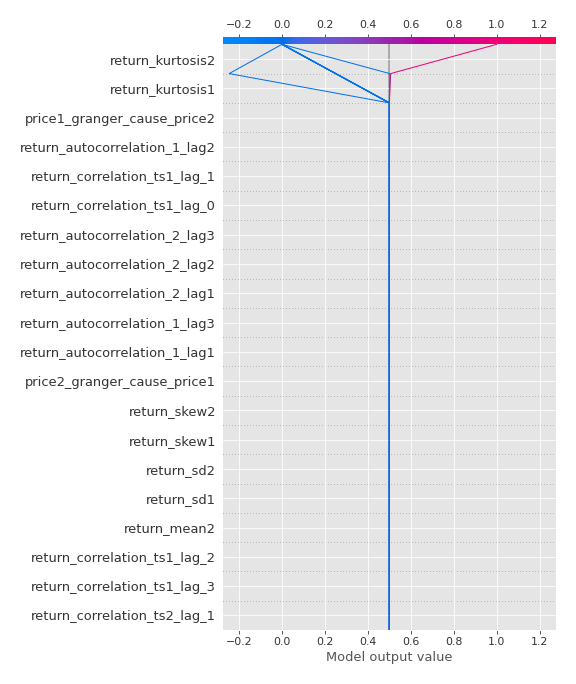 −0.2 0.0 0.2 0.4 0.6 0.8 1.0 1.2
return_kurtosis2
return_kurtosis1
price1_granger_cause_price2
return_autocorrelation_1_lag2
return_correlation_ts1_lag_1
return_correlation_ts1_lag_0
return_autocorrelation_2_lag3
return_autocorrelation_2_lag2
return_autocorrelation_2_lag1
return_autocorrelation_1_lag3
return_autocorrelation_1_lag1
price2_granger_cause_price1
return_skew2
return_skew1
return_sd2
return_sd1
return_mean2
return_correlation_ts1_lag_2
return_correlation_ts1_lag_3
return_correlation_ts2_lag_1
−0.2 0.0 0.2 0.4 0.6 0.8 1.0 1.2
Model output value